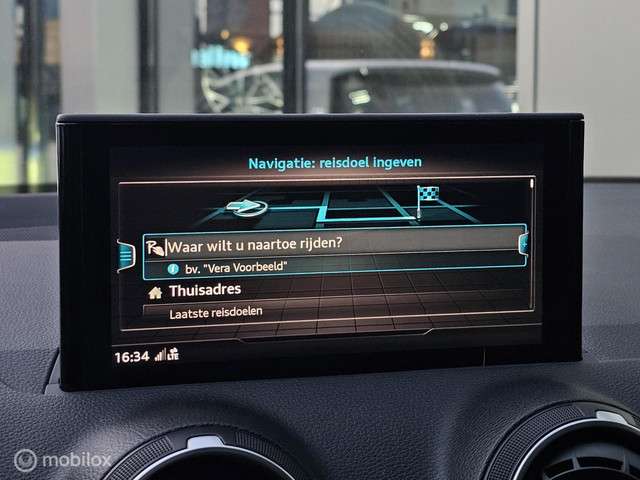 Navigatie: reisdoel ingeven
Waar wilt u naartoe rijden?
bv. "Vera Voorbeeld"
Thuisadres
Laatste reisdoelen
16:34 LTE
mobilox